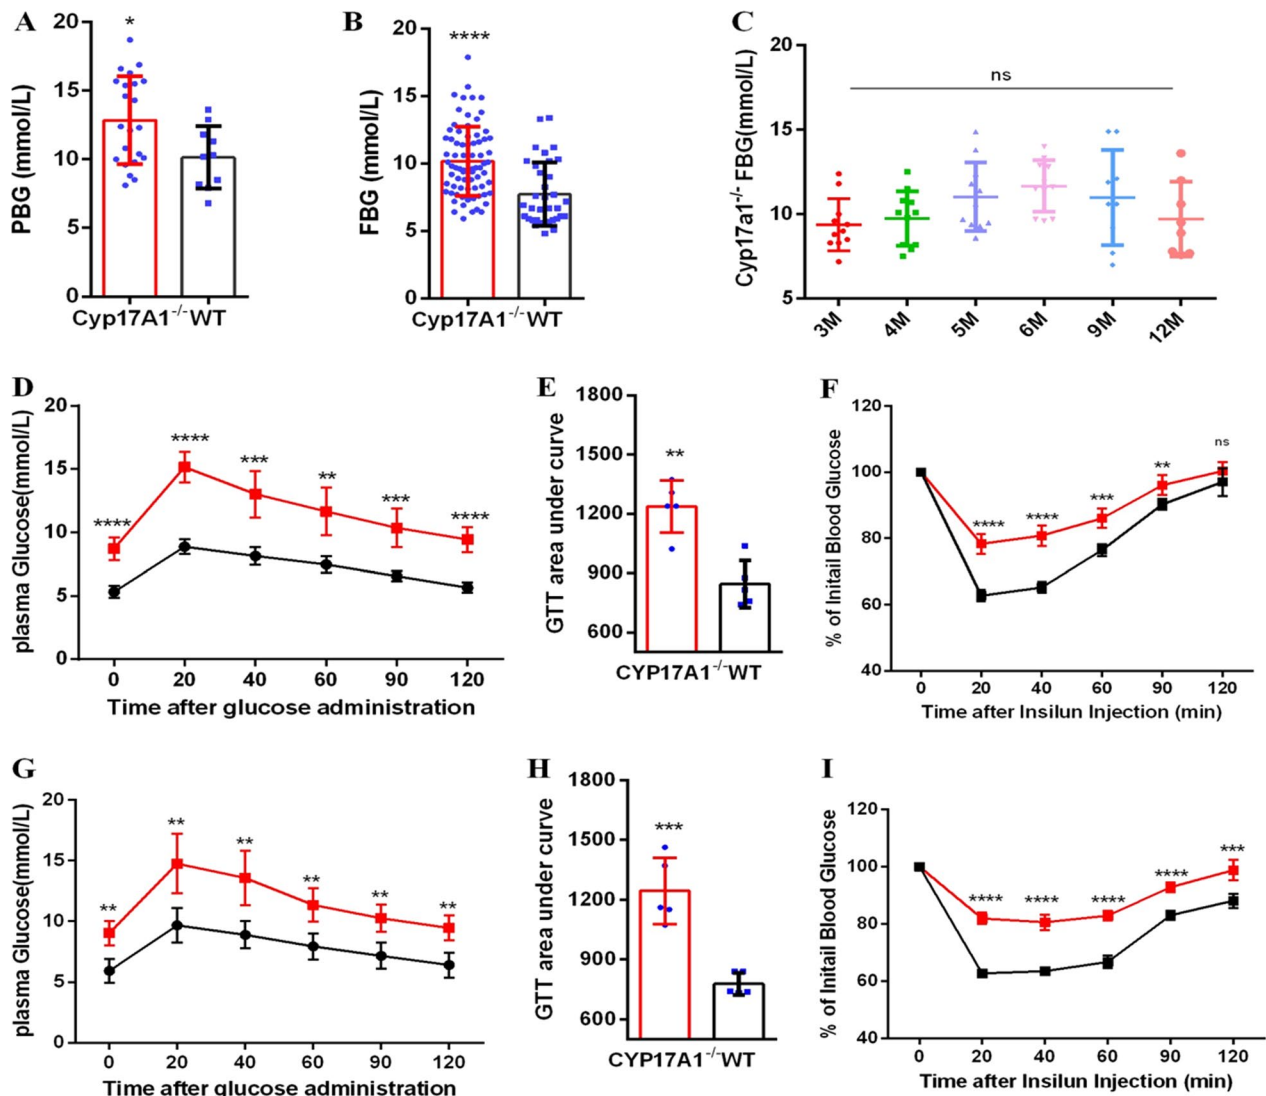 A
*
20
15
10
5
0
PBG (mmol/L)
Cyp17A1-/-WT
B
****
20
15
10
5
0
FBG (mmol/L)
Cyp17A1-/-WT
C
ns
20
15
10
5
Cyp17a1-/- FBG(mmol/L)
3M 4M 5M 6M 9M 12M
D
20
15
10
5
0
plasma Glucose(mmol/L)
**** **** *** ** *** ****
0 20 40 60 90 120
Time after glucose administration
E
1800
1500
1200
900
600
GTT area under curve
**
CYP17A1-/-WT
F
120
100
80
60
40
% of Initail Blood Glucose
**** **** *** ** ns
0 20 40 60 90 120
Time after Insilun Injection (min)
G
20
15
10
5
0
plasma Glucose(mmol/L)
** ** ** ** ** **
0 20 40 60 90 120
Time after glucose administration
H
1800
1500
1200
900
600
GTT area under curve
***
CYP17A1-/-WT
I
120
100
80
60
40
% of Initail Blood Glucose
**** **** **** **** ***
0 20 40 60 90 120
Time after Insilun Injection (min)